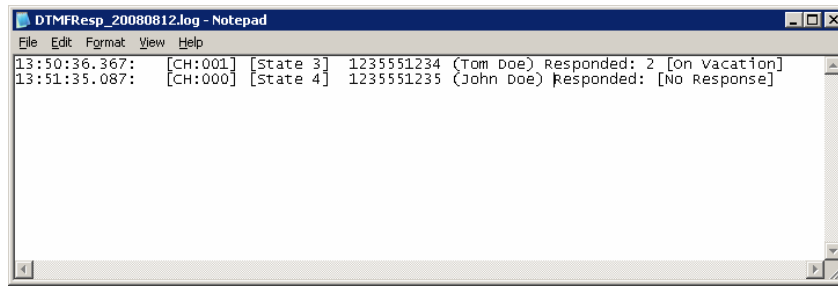 DTMFResp_20080812.log - Notepad
File Edit Format View Help
13:50:36.367: [CH:001] [State 3] 1235551234 (Tom Doe) Responded: 2 [On Vacation]
13:51:35.087: [CH:000] [State 4] 1235551235 (John Doe) Responded: [No Response]